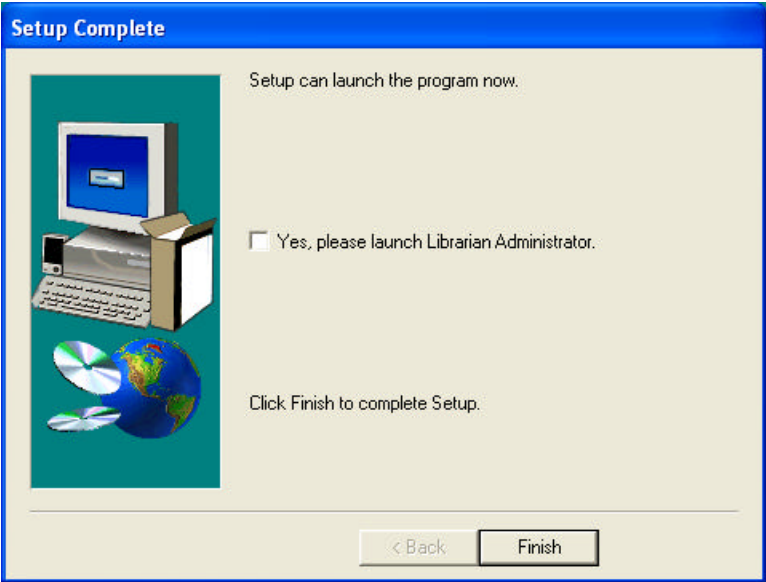 Setup Complete
Setup can launch the program now.
Yes, please launch Librarian Administrator.
Click Finish to complete Setup.
< Back
Finish